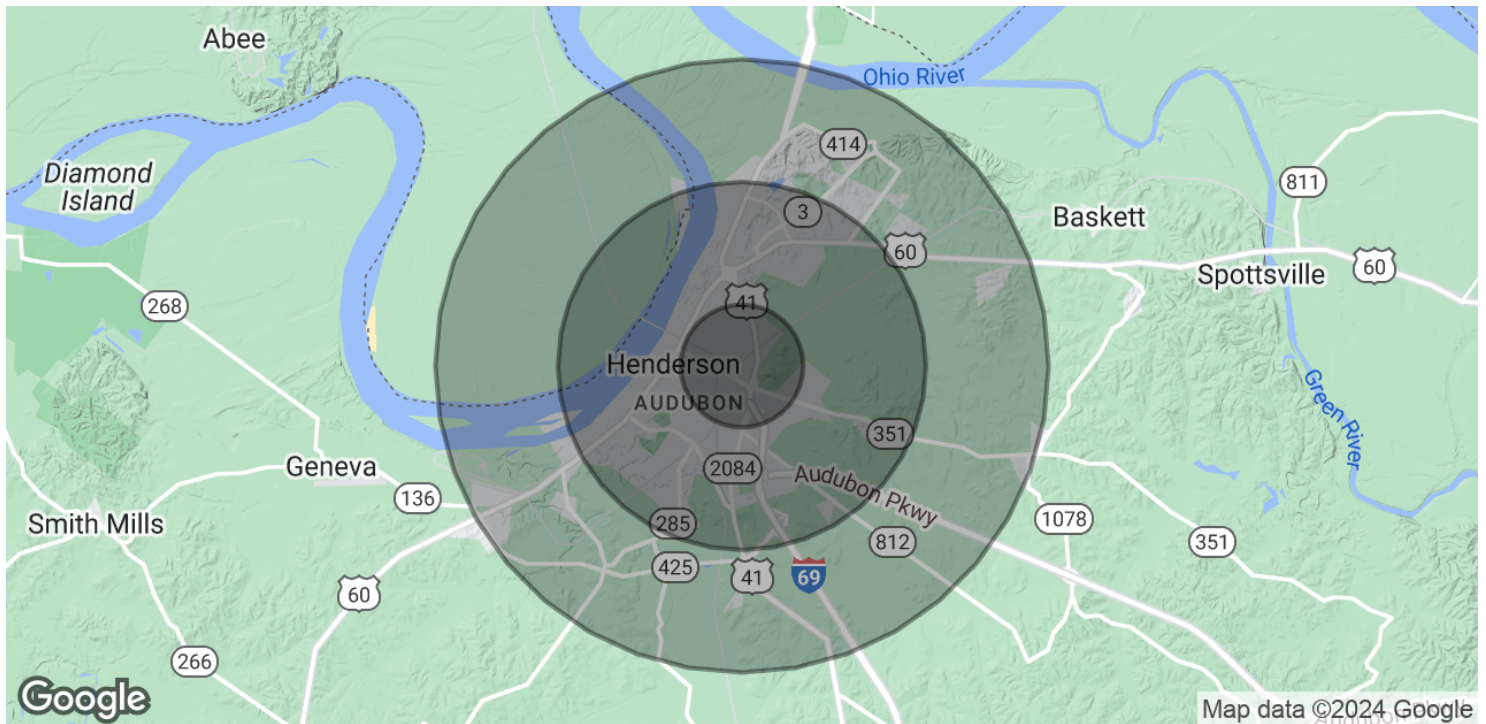 Abee
Ohio River
414
Diamond
Island
811
3
Baskett
60
Spottsville
60
268
41
Henderson
AUDUBON
Green River
351
Geneva
2084
Audubon Pkwy
136
Smith Mills
285
1078
351
812
425
41
69
60
266
Google
Map data ©2024 Google